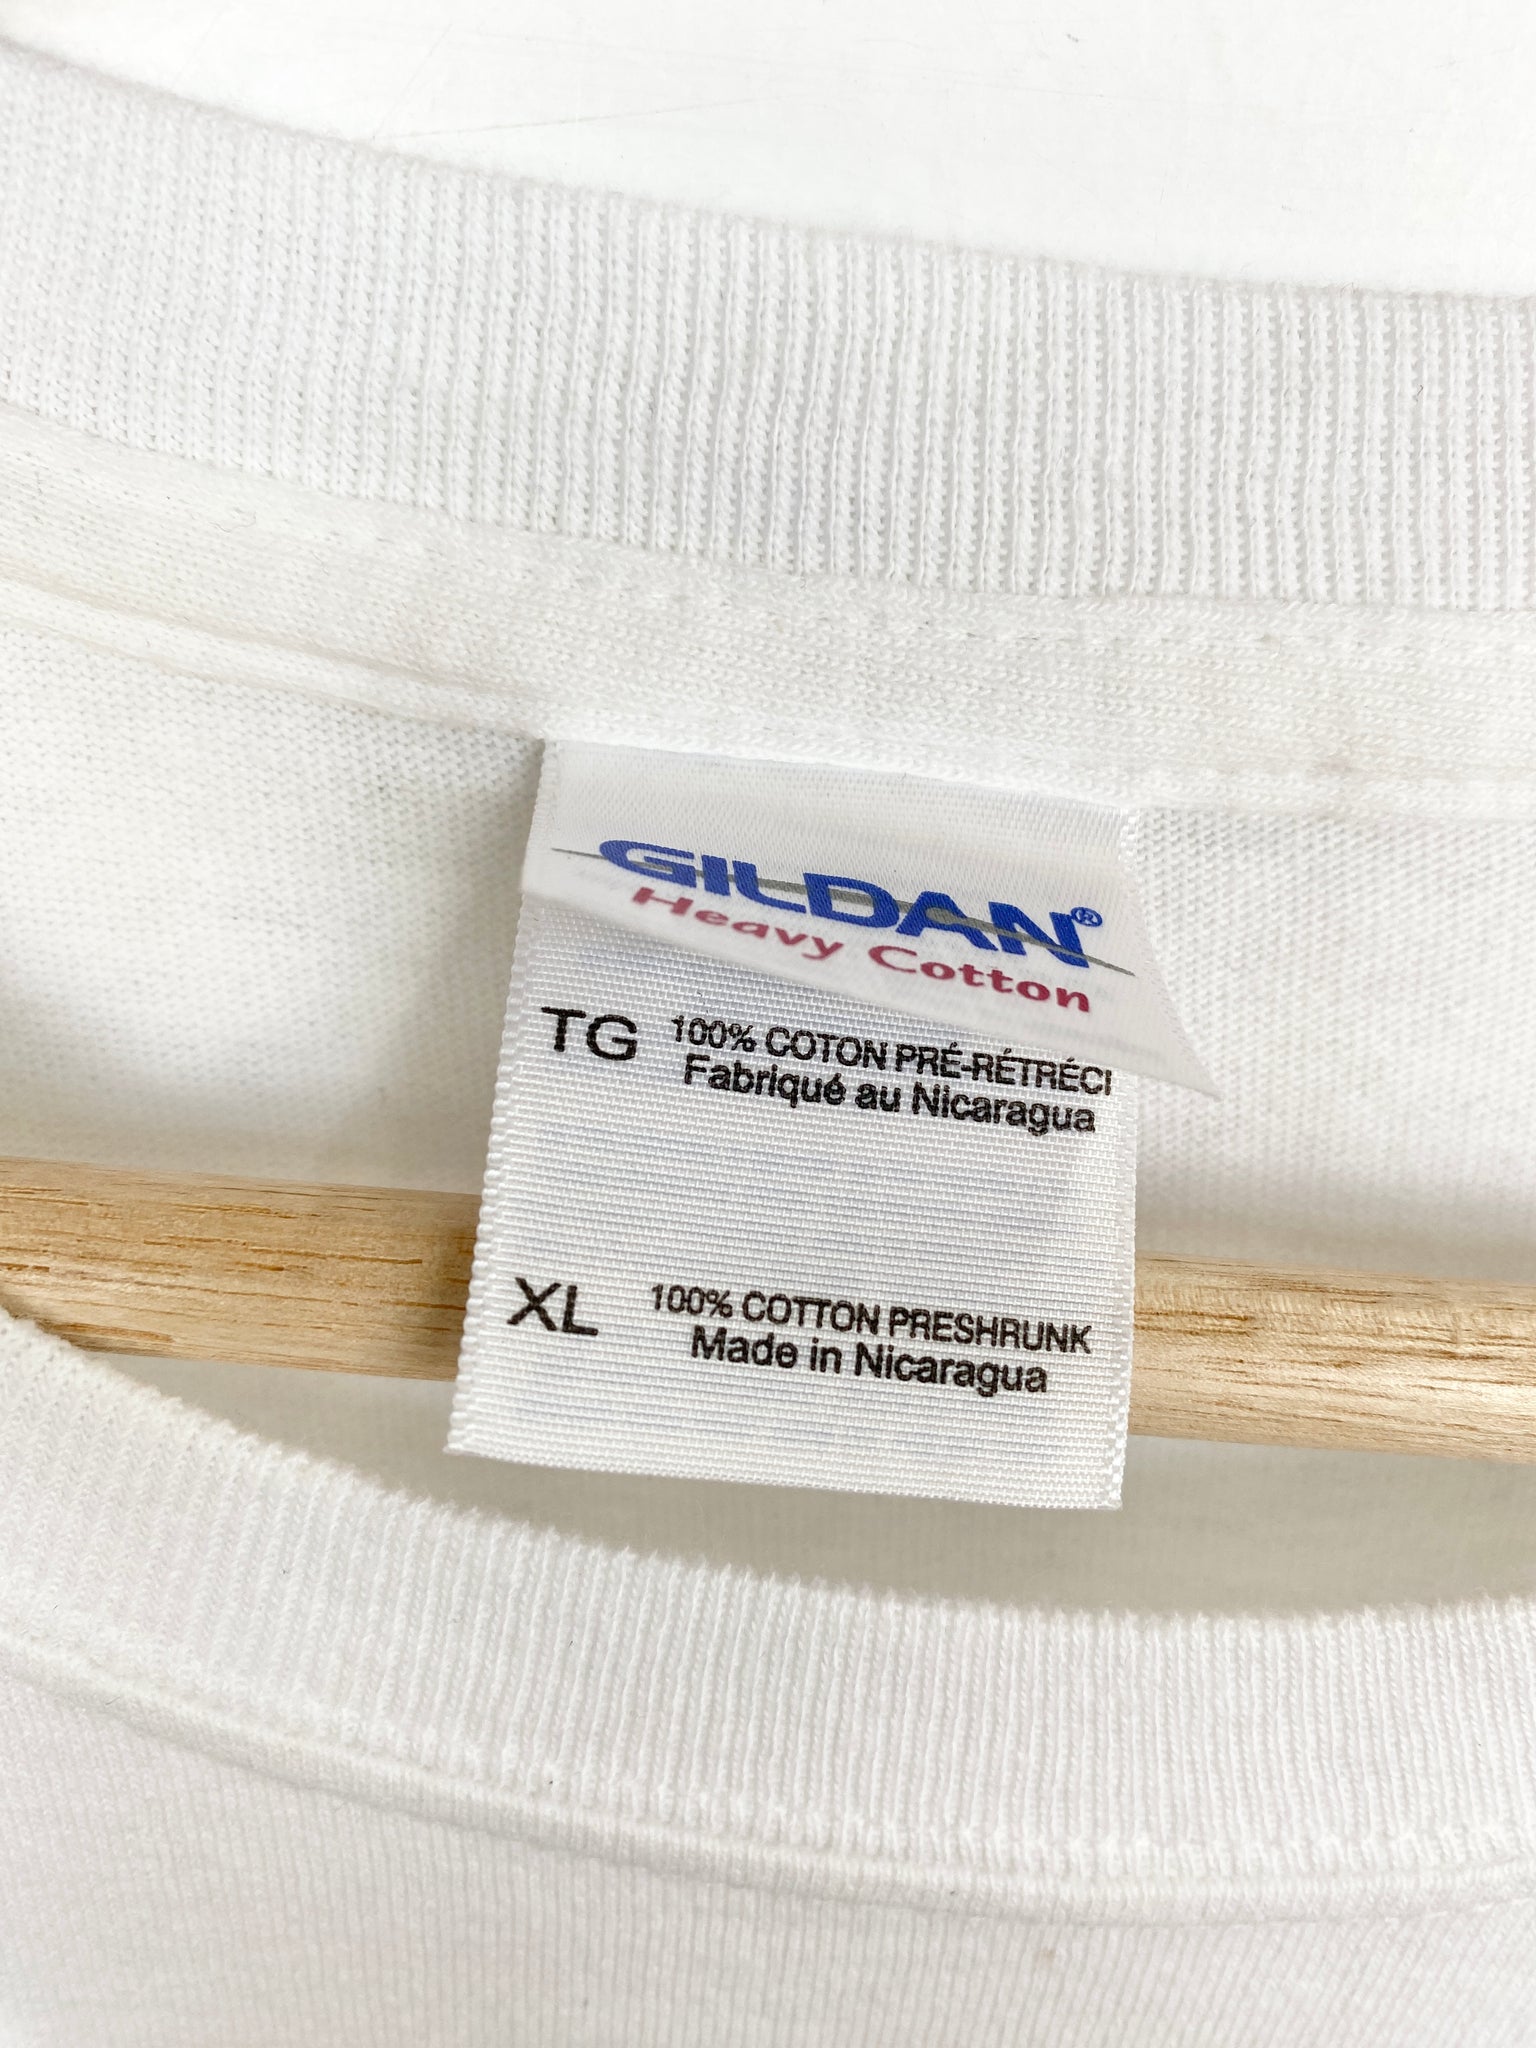 GILDAN®
Heavy Cotton
TG 100% COTON PRÉ-RÉTRÉCI
Fabriqué au Nicaragua
XL 100% COTTON PRESHRUNK
Made in Nicaragua